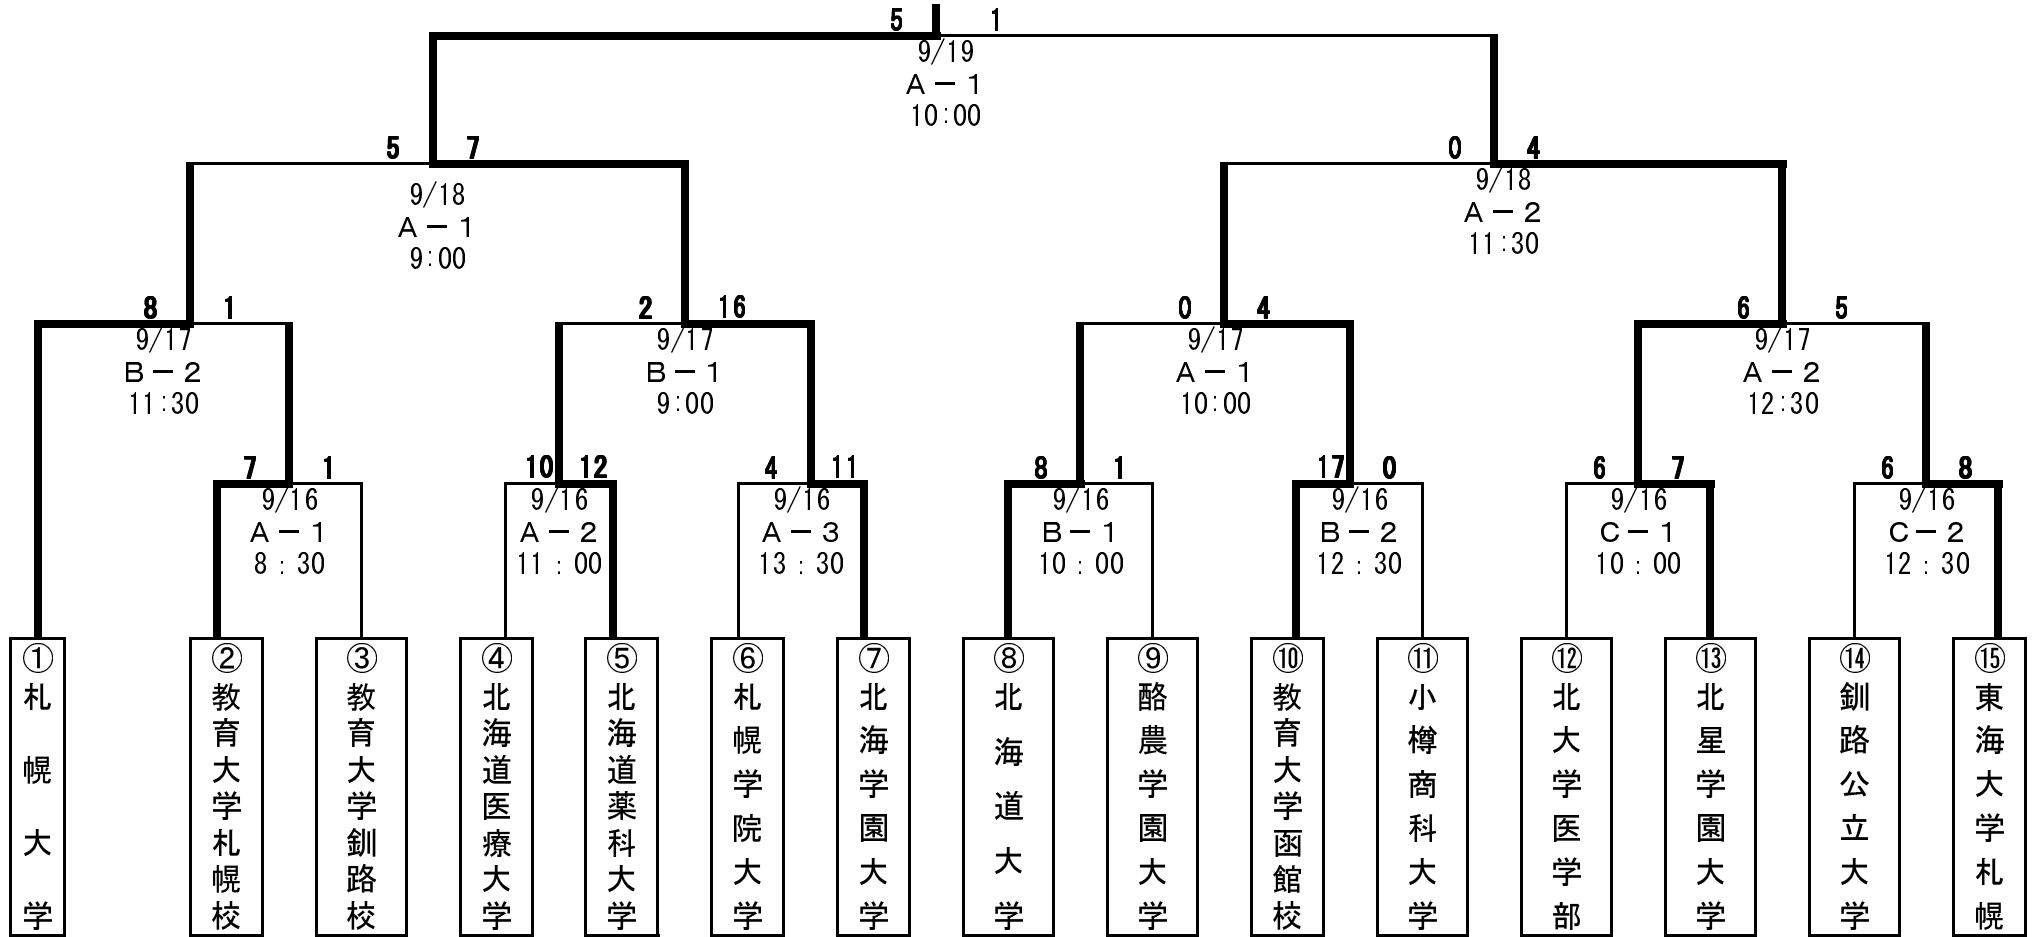 5 1
9/19
A－1
10:00
5 7
9/18
A－1
9:00
0 4
9/18
A－2
11:30
8 1
9/17
B－2
11:30
2 16
9/17
B－1
9:00
0 4
9/17
A－1
10:00
6 5
9/17
A－2
12:30
7 1
9/16
A－1
8：30
10 12
9/16
A－2
11：00
4 11
9/16
A－3
13：30
8 1
9/16
B－1
10：00
17 0
9/16
B－2
12：30
6 7
9/16
C－1
10：00
6 8
9/16
C－2
12：30
①札幌大学
②教育大学札幌校
③教育大学釧路校
④北海道医療大学
⑤北海道薬科大学
⑥札幌学院大学
⑦北海学園大学
⑧北海道大学
⑨酪農学園大学
⑩教育大学函館校
⑪小樽商科大学
⑫北大学医学部
⑬北星学園大学
⑭釧路公立大学
⑮東海大学札幌